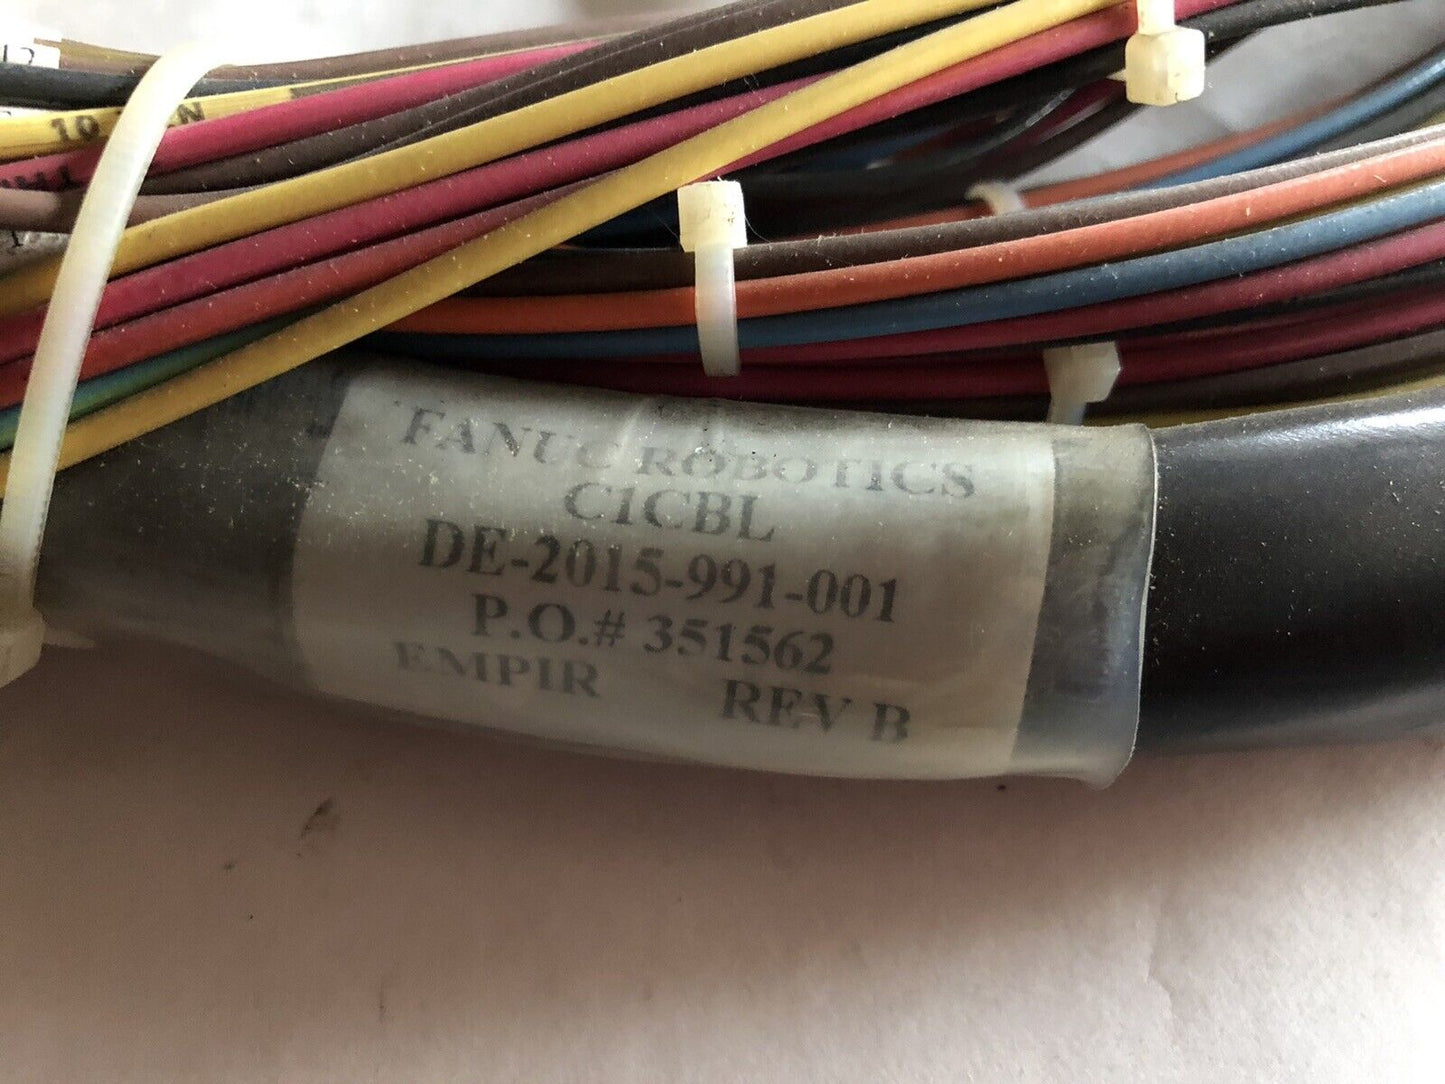 FANUC ROBOTICS
C1CBL
DE-2015-991-001
P.O.# 351562
EMPIR REV B